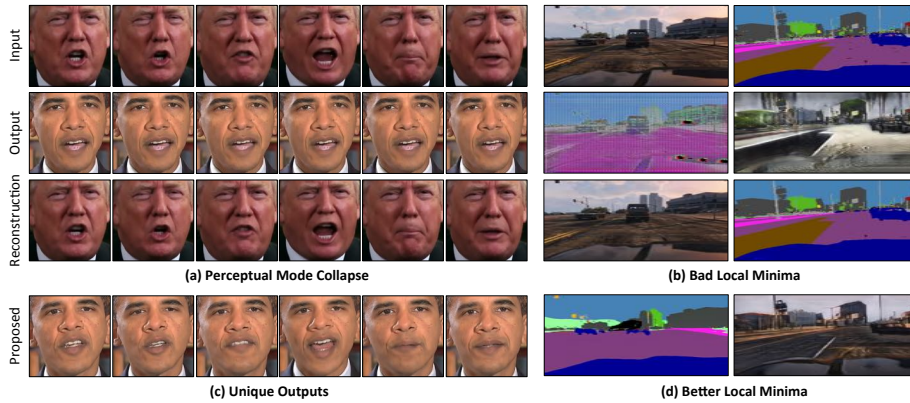 Input
Output
Reconstruction
(a) Perceptual Mode Collapse
(b) Bad Local Minima
Proposed
(c) Unique Outputs
(d) Better Local Minima